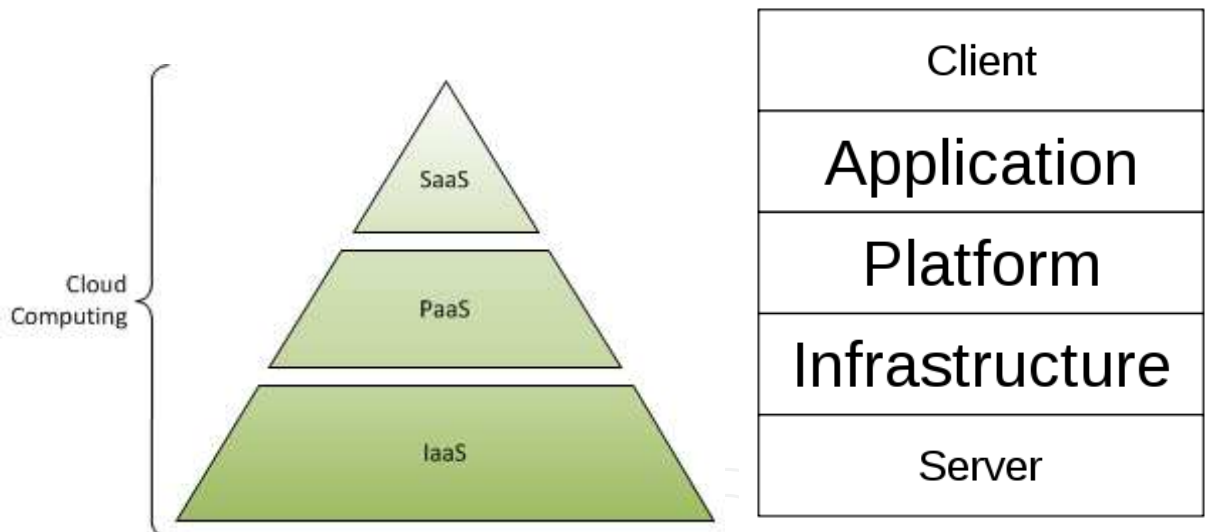 Cloud
Computing
SaaS
PaaS
IaaS
Client
Application
Platform
Infrastructure
Server